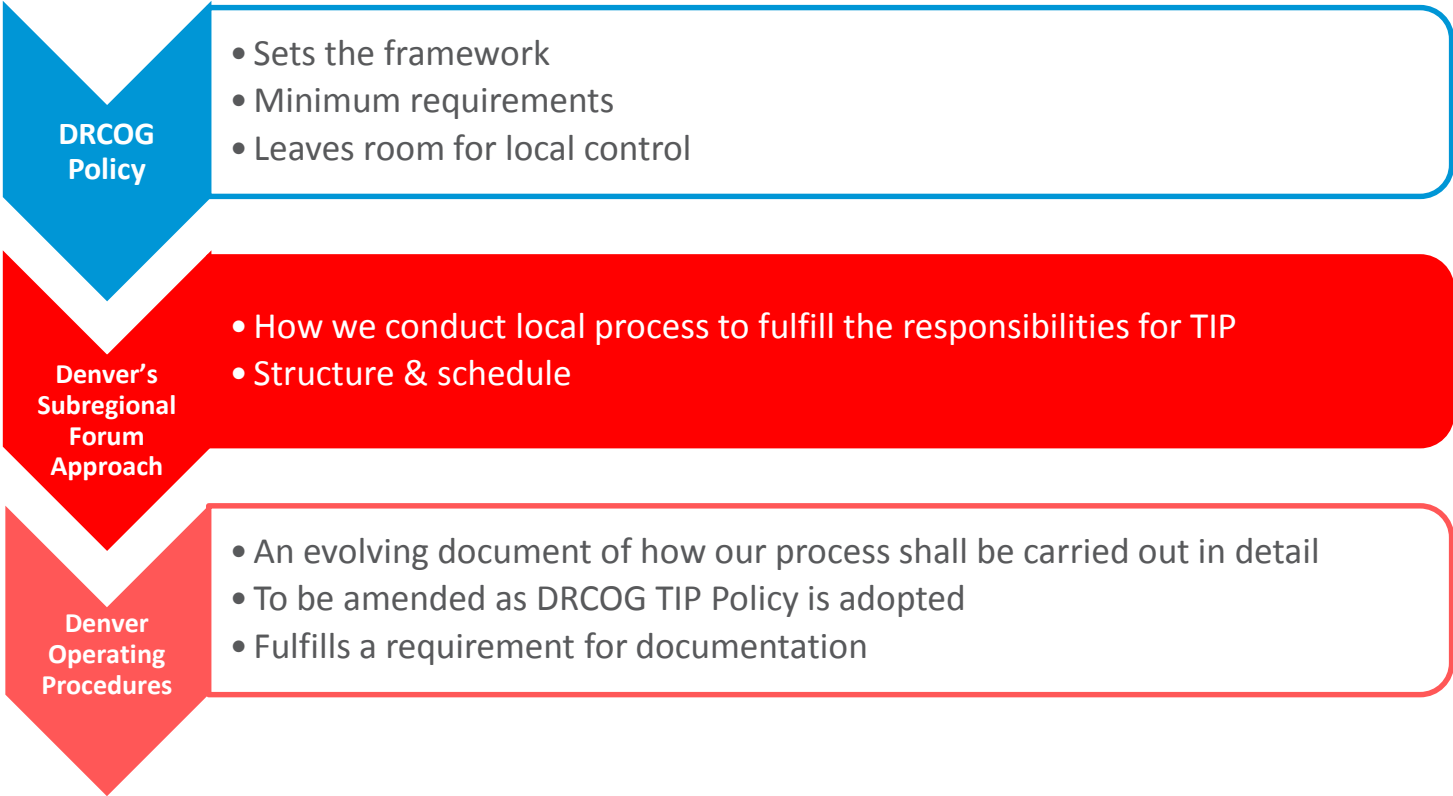 DRCOG
Policy
• Sets the framework
• Minimum requirements
• Leaves room for local control
Denver’s
Subregional
Forum
Approach
• How we conduct local process to fulfill the responsibilities for TIP
• Structure & schedule
Denver
Operating
Procedures
• An evolving document of how our process shall be carried out in detail
• To be amended as DRCOG TIP Policy is adopted
• Fulfills a requirement for documentation